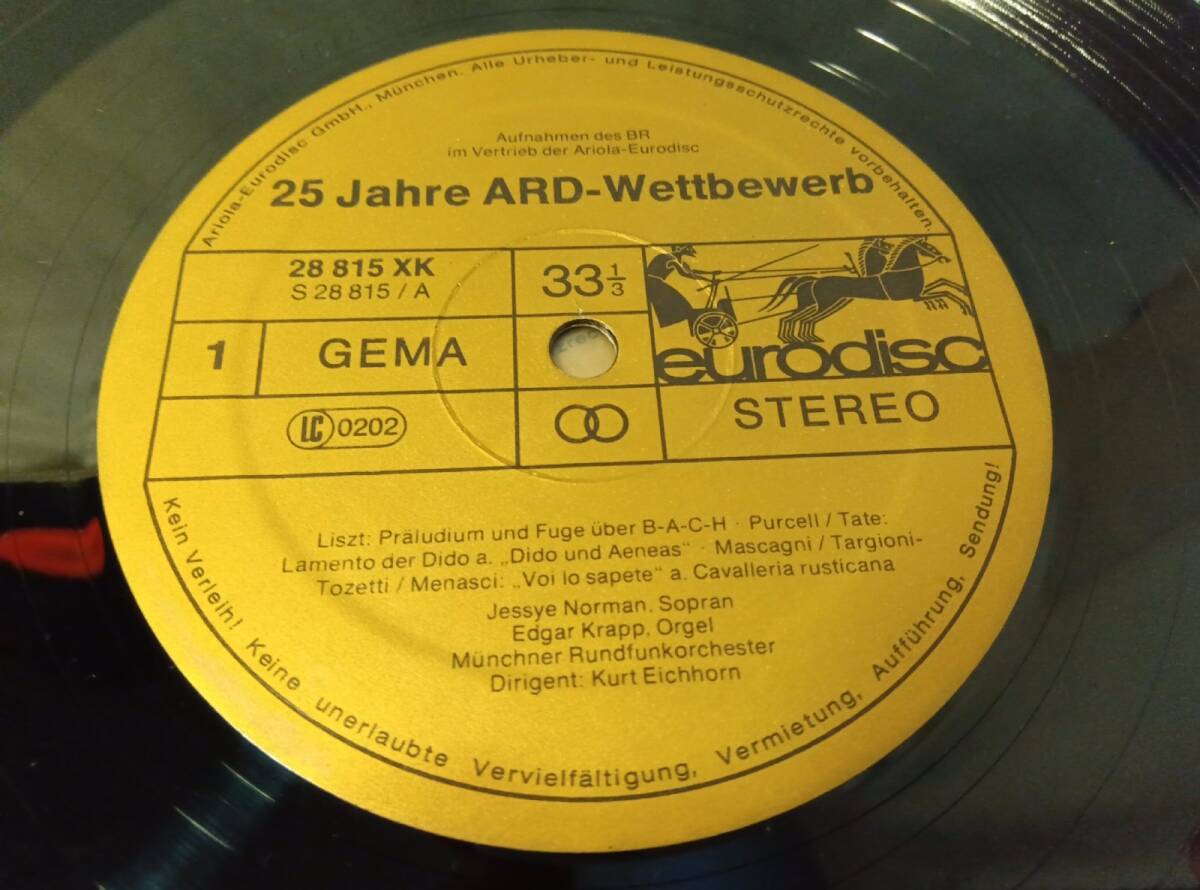 Ariola-Eurodisc GmbH., München. Alle Urheber- und Leistungsschutzrechte vorbehalten.
Aufnahmen des BR
im Vertrieb der Ariola-Eurodisc
25 Jahre ARD-Wettbewerb
28 815 XK
S 28 815 / A
33 1/3
1
GEMA
eurodisc
LC 0202
STEREO
Liszt: Präludium und Fuge über B-A-C-H · Purcell / Tate:
Lamento der Dido a. „Dido und Aeneas“ · Mascagni / Targioni-
Tozetti / Menasci: „Voi lo sapete“ a. Cavalleria rusticana
Jessye Norman, Sopran
Edgar Krapp, Orgel
Münchner Rundfunkorchester
Dirigent: Kurt Eichhorn
Kein Verleih! Keine unerlaubte Vervielfältigung, Vermietung, Aufführung, Sendung!